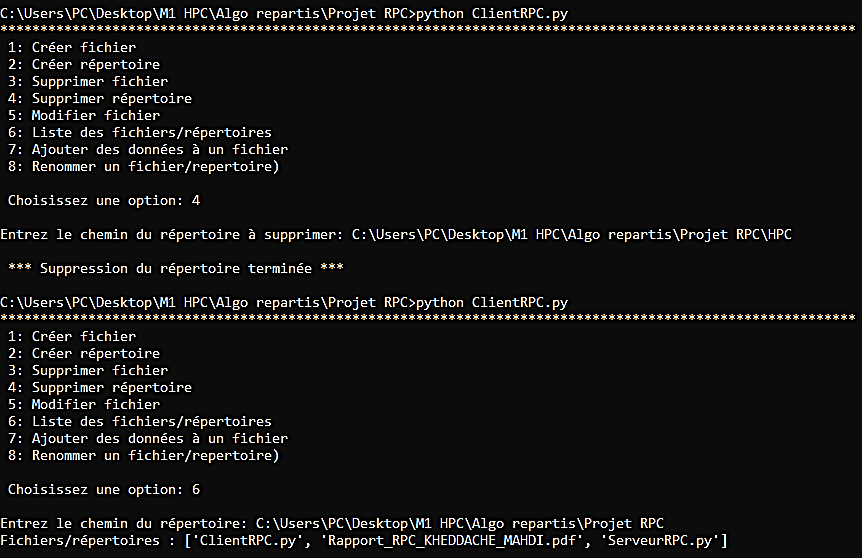 C:\Users\PC\Desktop\M1 HPC\Algo repartis\Projet RPC>python ClientRPC.py
***********************************************************************************************************
1: Créer fichier
2: Créer répertoire
3: Supprimer fichier
4: Supprimer répertoire
5: Modifier fichier
6: Liste des fichiers/répertoires
7: Ajouter des données à un fichier
8: Renommer un fichier/repertoire)
Choisissez une option: 4
Entrez le chemin du répertoire à supprimer: C:\Users\PC\Desktop\M1 HPC\Algo repartis\Projet RPC\HPC
*** Suppression du répertoire terminée ***
C:\Users\PC\Desktop\M1 HPC\Algo repartis\Projet RPC>python ClientRPC.py
***********************************************************************************************************
1: Créer fichier
2: Créer répertoire
3: Supprimer fichier
4: Supprimer répertoire
5: Modifier fichier
6: Liste des fichiers/répertoires
7: Ajouter des données à un fichier
8: Renommer un fichier/repertoire)
Choisissez une option: 6
Entrez le chemin du répertoire: C:\Users\PC\Desktop\M1 HPC\Algo repartis\Projet RPC
Fichiers/répertoires : ['ClientRPC.py', 'Rapport_RPC_KHEDDACHE_MAHDI.pdf', 'ServeurRPC.py']